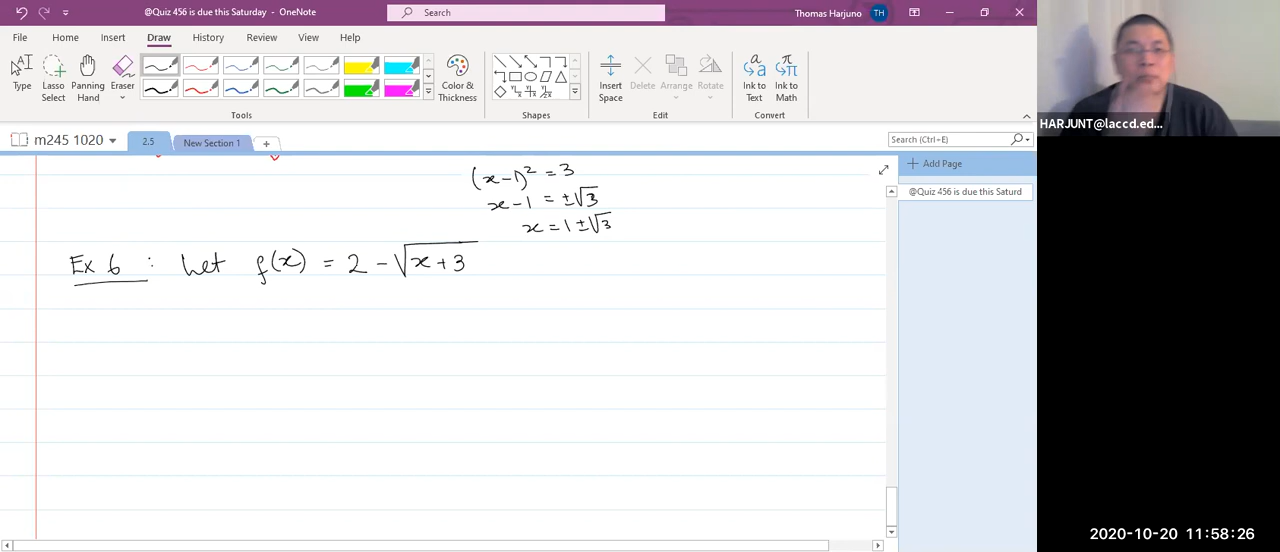 @Quiz 456 is due this Saturday - OneNote
Search
Thomas Harjuno
TH
File Home Insert Draw History Review View Help
Type
Lasso Select
Panning Hand
Eraser
Color & Thickness
Insert Space
Delete
Arrange
Rotate
Ink to Text
Ink to Math
Tools
Shapes
Edit
Convert
m245 1020
2.5
New Section 1
Search (Ctrl+E)
Add Page
@Quiz 456 is due this Saturd
(x-1)² = 3
x-1 = ±√3
x = 1 ±√3
Ex 6 : Let f(x) = 2 - √x+3
HARJUNT@laccd.ed...
2020-10-20 11:58:26